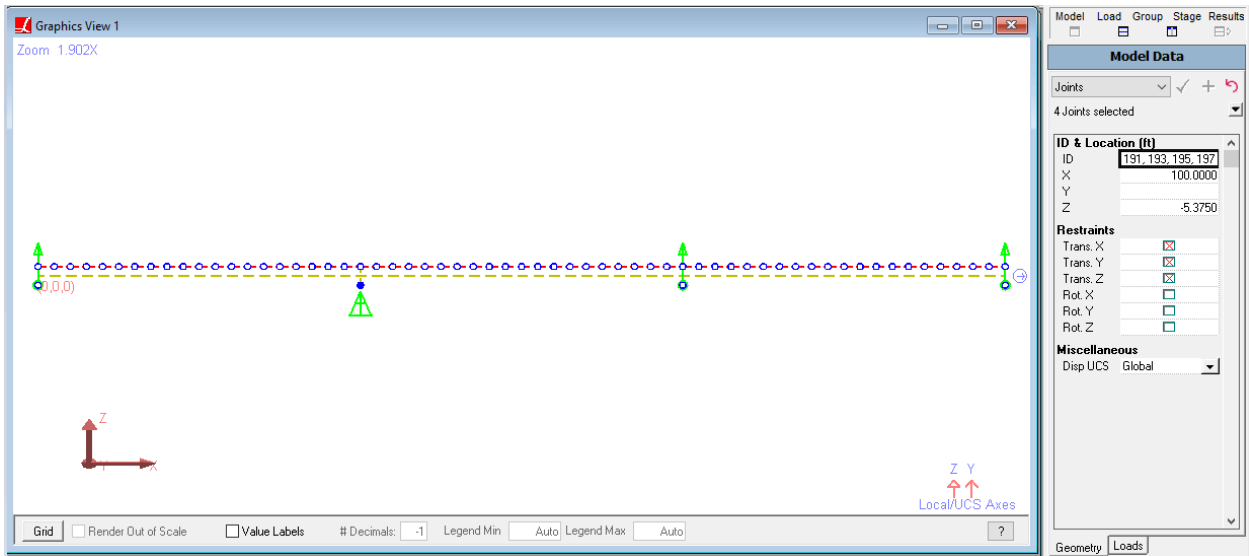 Graphics View 1
Zoom 1.902X
(0,0,0)
Z
X
Z Y
Local/UCS Axes
Grid Render Out of Scale Value Labels # Decimals: -1 Legend Min Auto Legend Max Auto ?
Model Load Group Stage Results
Model Data
Joints
4 Joints selected
ID & Location (ft)
ID 191, 193, 195, 197
X 100.0000
Y
Z -5.3750
Restraints
Trans. X
Trans. Y
Trans. Z
Rot. X
Rot. Y
Rot. Z
Miscellaneous
Disp UCS Global
Geometry Loads